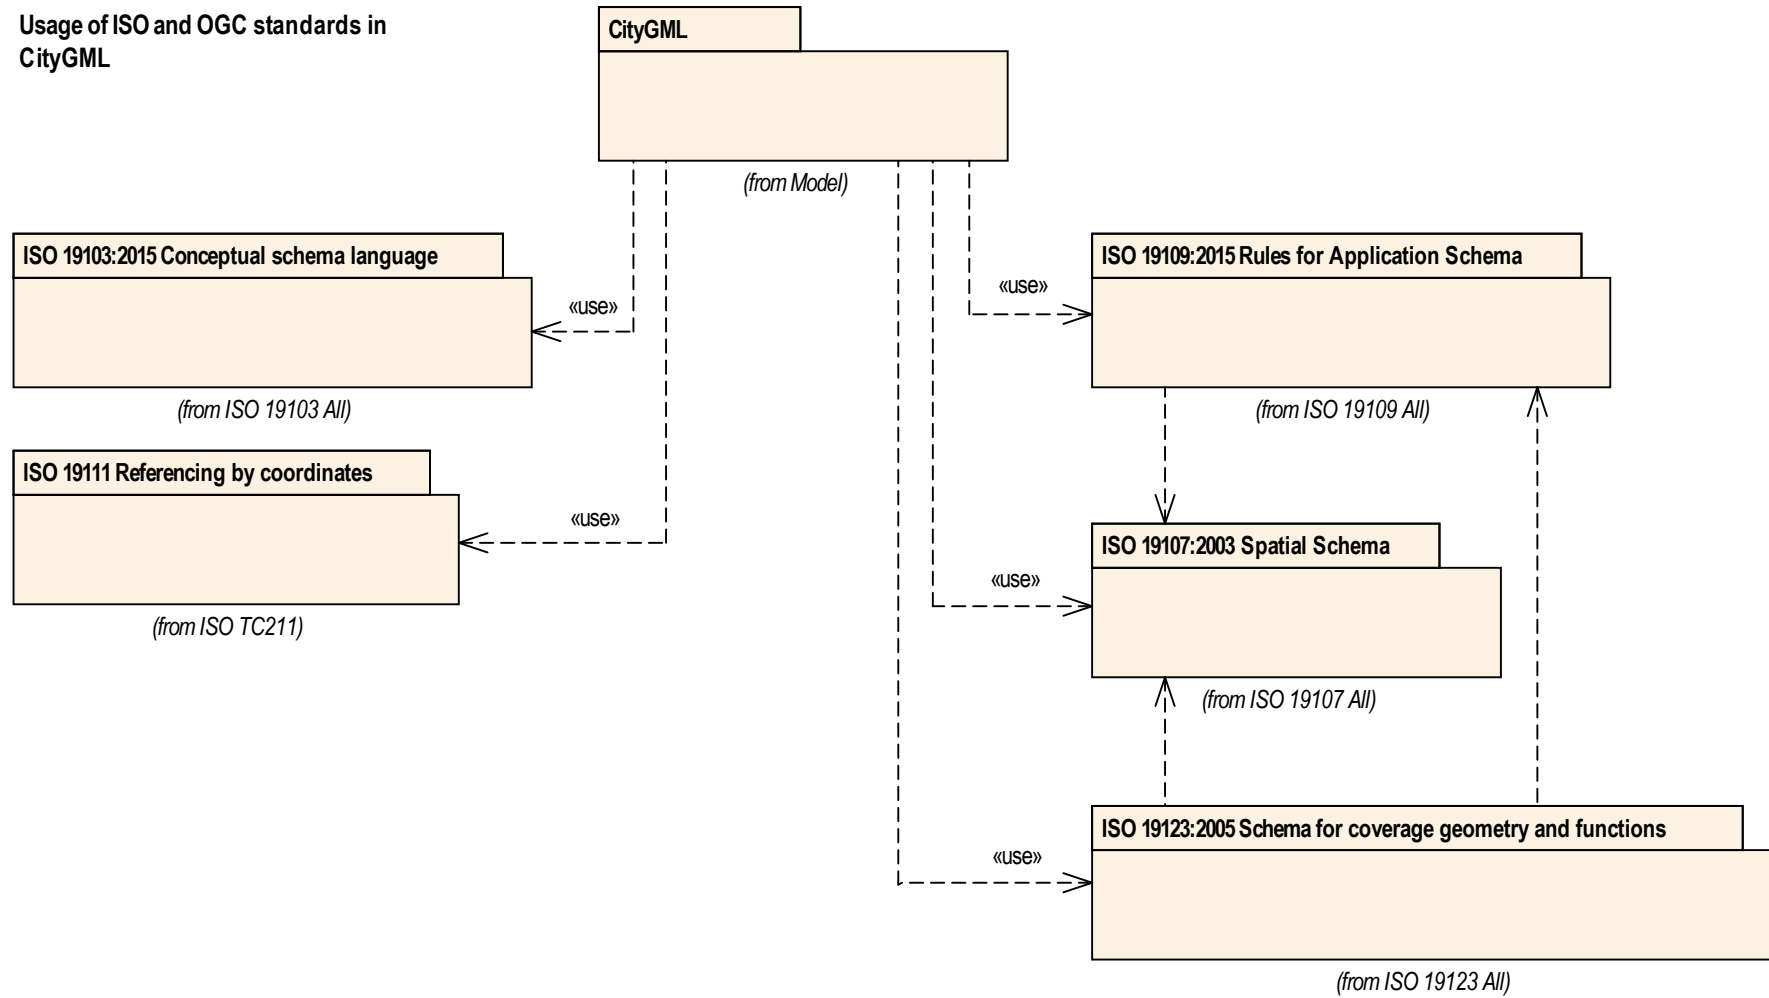 Usage of ISO and OGC standards in
CityGML
CityGML
(from Model)
ISO 19103:2015 Conceptual schema language
«use»
(from ISO 19103 All)
ISO 19111 Referencing by coordinates
«use»
(from ISO TC211)
ISO 19109:2015 Rules for Application Schema
«use»
(from ISO 19109 All)
ISO 19107:2003 Spatial Schema
«use»
(from ISO 19107 All)
ISO 19123:2005 Schema for coverage geometry and functions
«use»
(from ISO 19123 All)